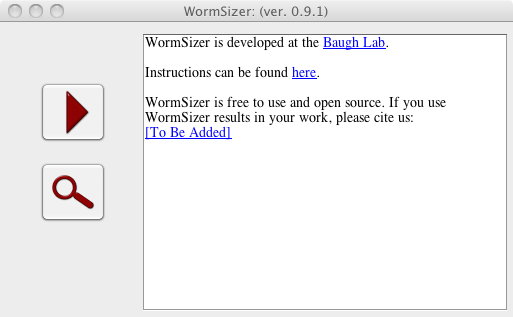 WormSizer: (ver. 0.9.1)
WormSizer is developed at the Baugh Lab.
Instructions can be found here.
WormSizer is free to use and open source. If you use
WormSizer results in your work, please cite us:
[To Be Added]